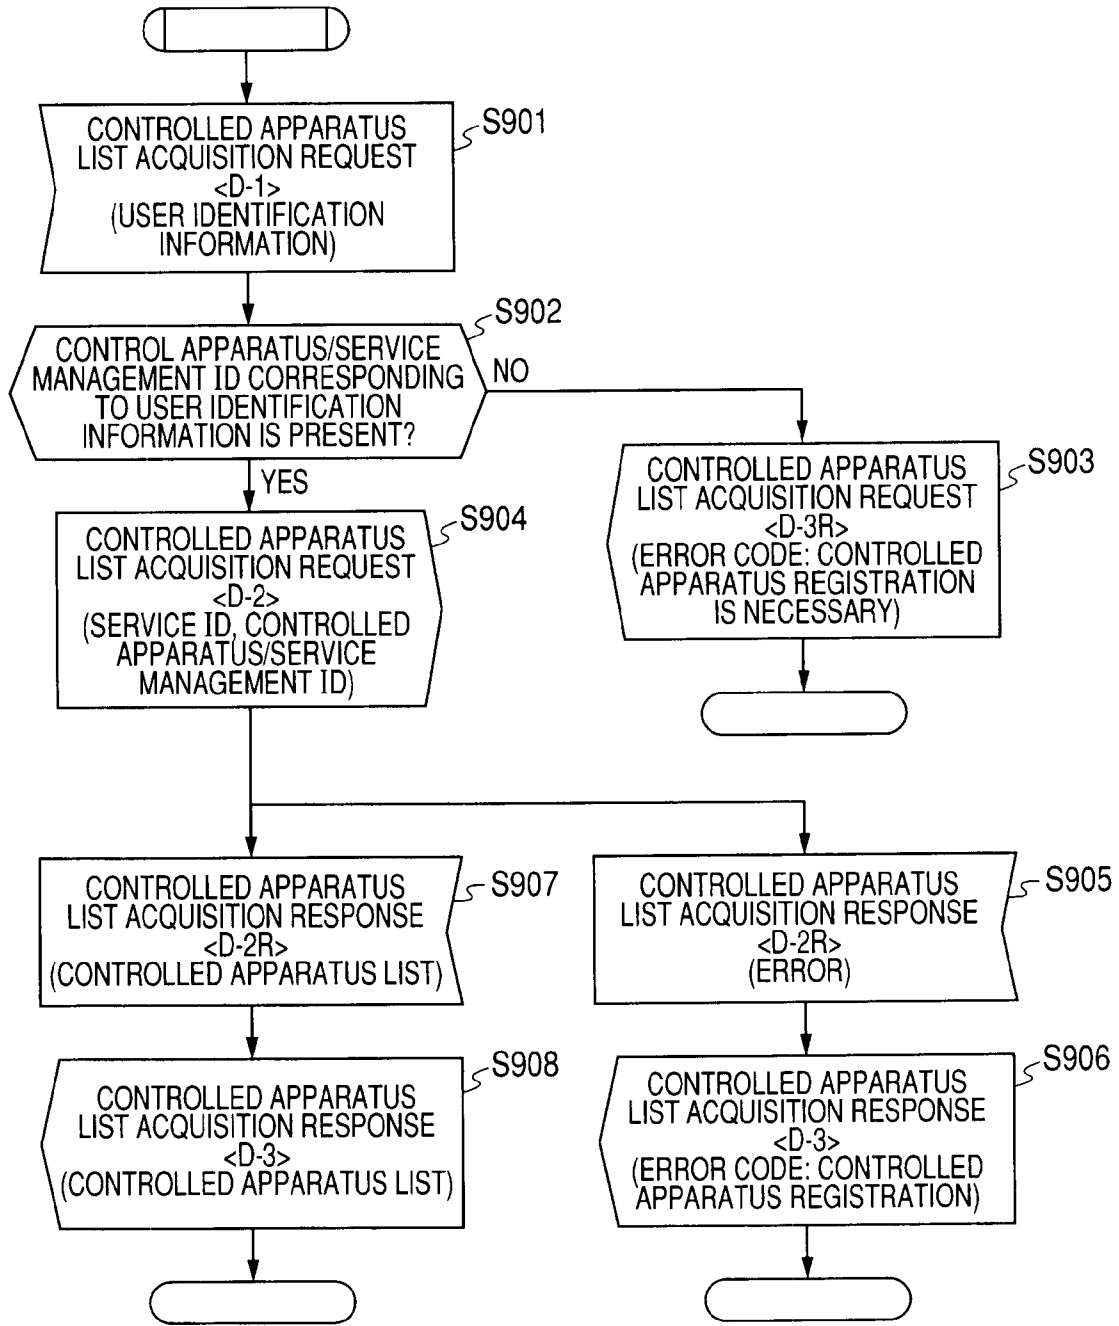 CONTROLLED APPARATUS
LIST ACQUISITION REQUEST
<D-1>
(USER IDENTIFICATION
INFORMATION)
S901
CONTROL APPARATUS/SERVICE
MANAGEMENT ID CORRESPONDING
TO USER IDENTIFICATION
INFORMATION IS PRESENT?
S902
NO
YES
CONTROLLED APPARATUS
LIST ACQUISITION REQUEST
<D-3R>
(ERROR CODE: CONTROLLED
APPARATUS REGISTRATION
IS NECESSARY)
S903
CONTROLLED APPARATUS
LIST ACQUISITION REQUEST
<D-2>
(SERVICE ID, CONTROLLED
APPARATUS/SERVICE
MANAGEMENT ID)
S904
CONTROLLED APPARATUS
LIST ACQUISITION RESPONSE
<D-2R>
(CONTROLLED APPARATUS LIST)
S907
CONTROLLED APPARATUS
LIST ACQUISITION RESPONSE
<D-2R>
(ERROR)
S905
CONTROLLED APPARATUS
LIST ACQUISITION RESPONSE
<D-3>
(CONTROLLED APPARATUS LIST)
S908
CONTROLLED APPARATUS
LIST ACQUISITION RESPONSE
<D-3>
(ERROR CODE: CONTROLLED
APPARATUS REGISTRATION)
S906